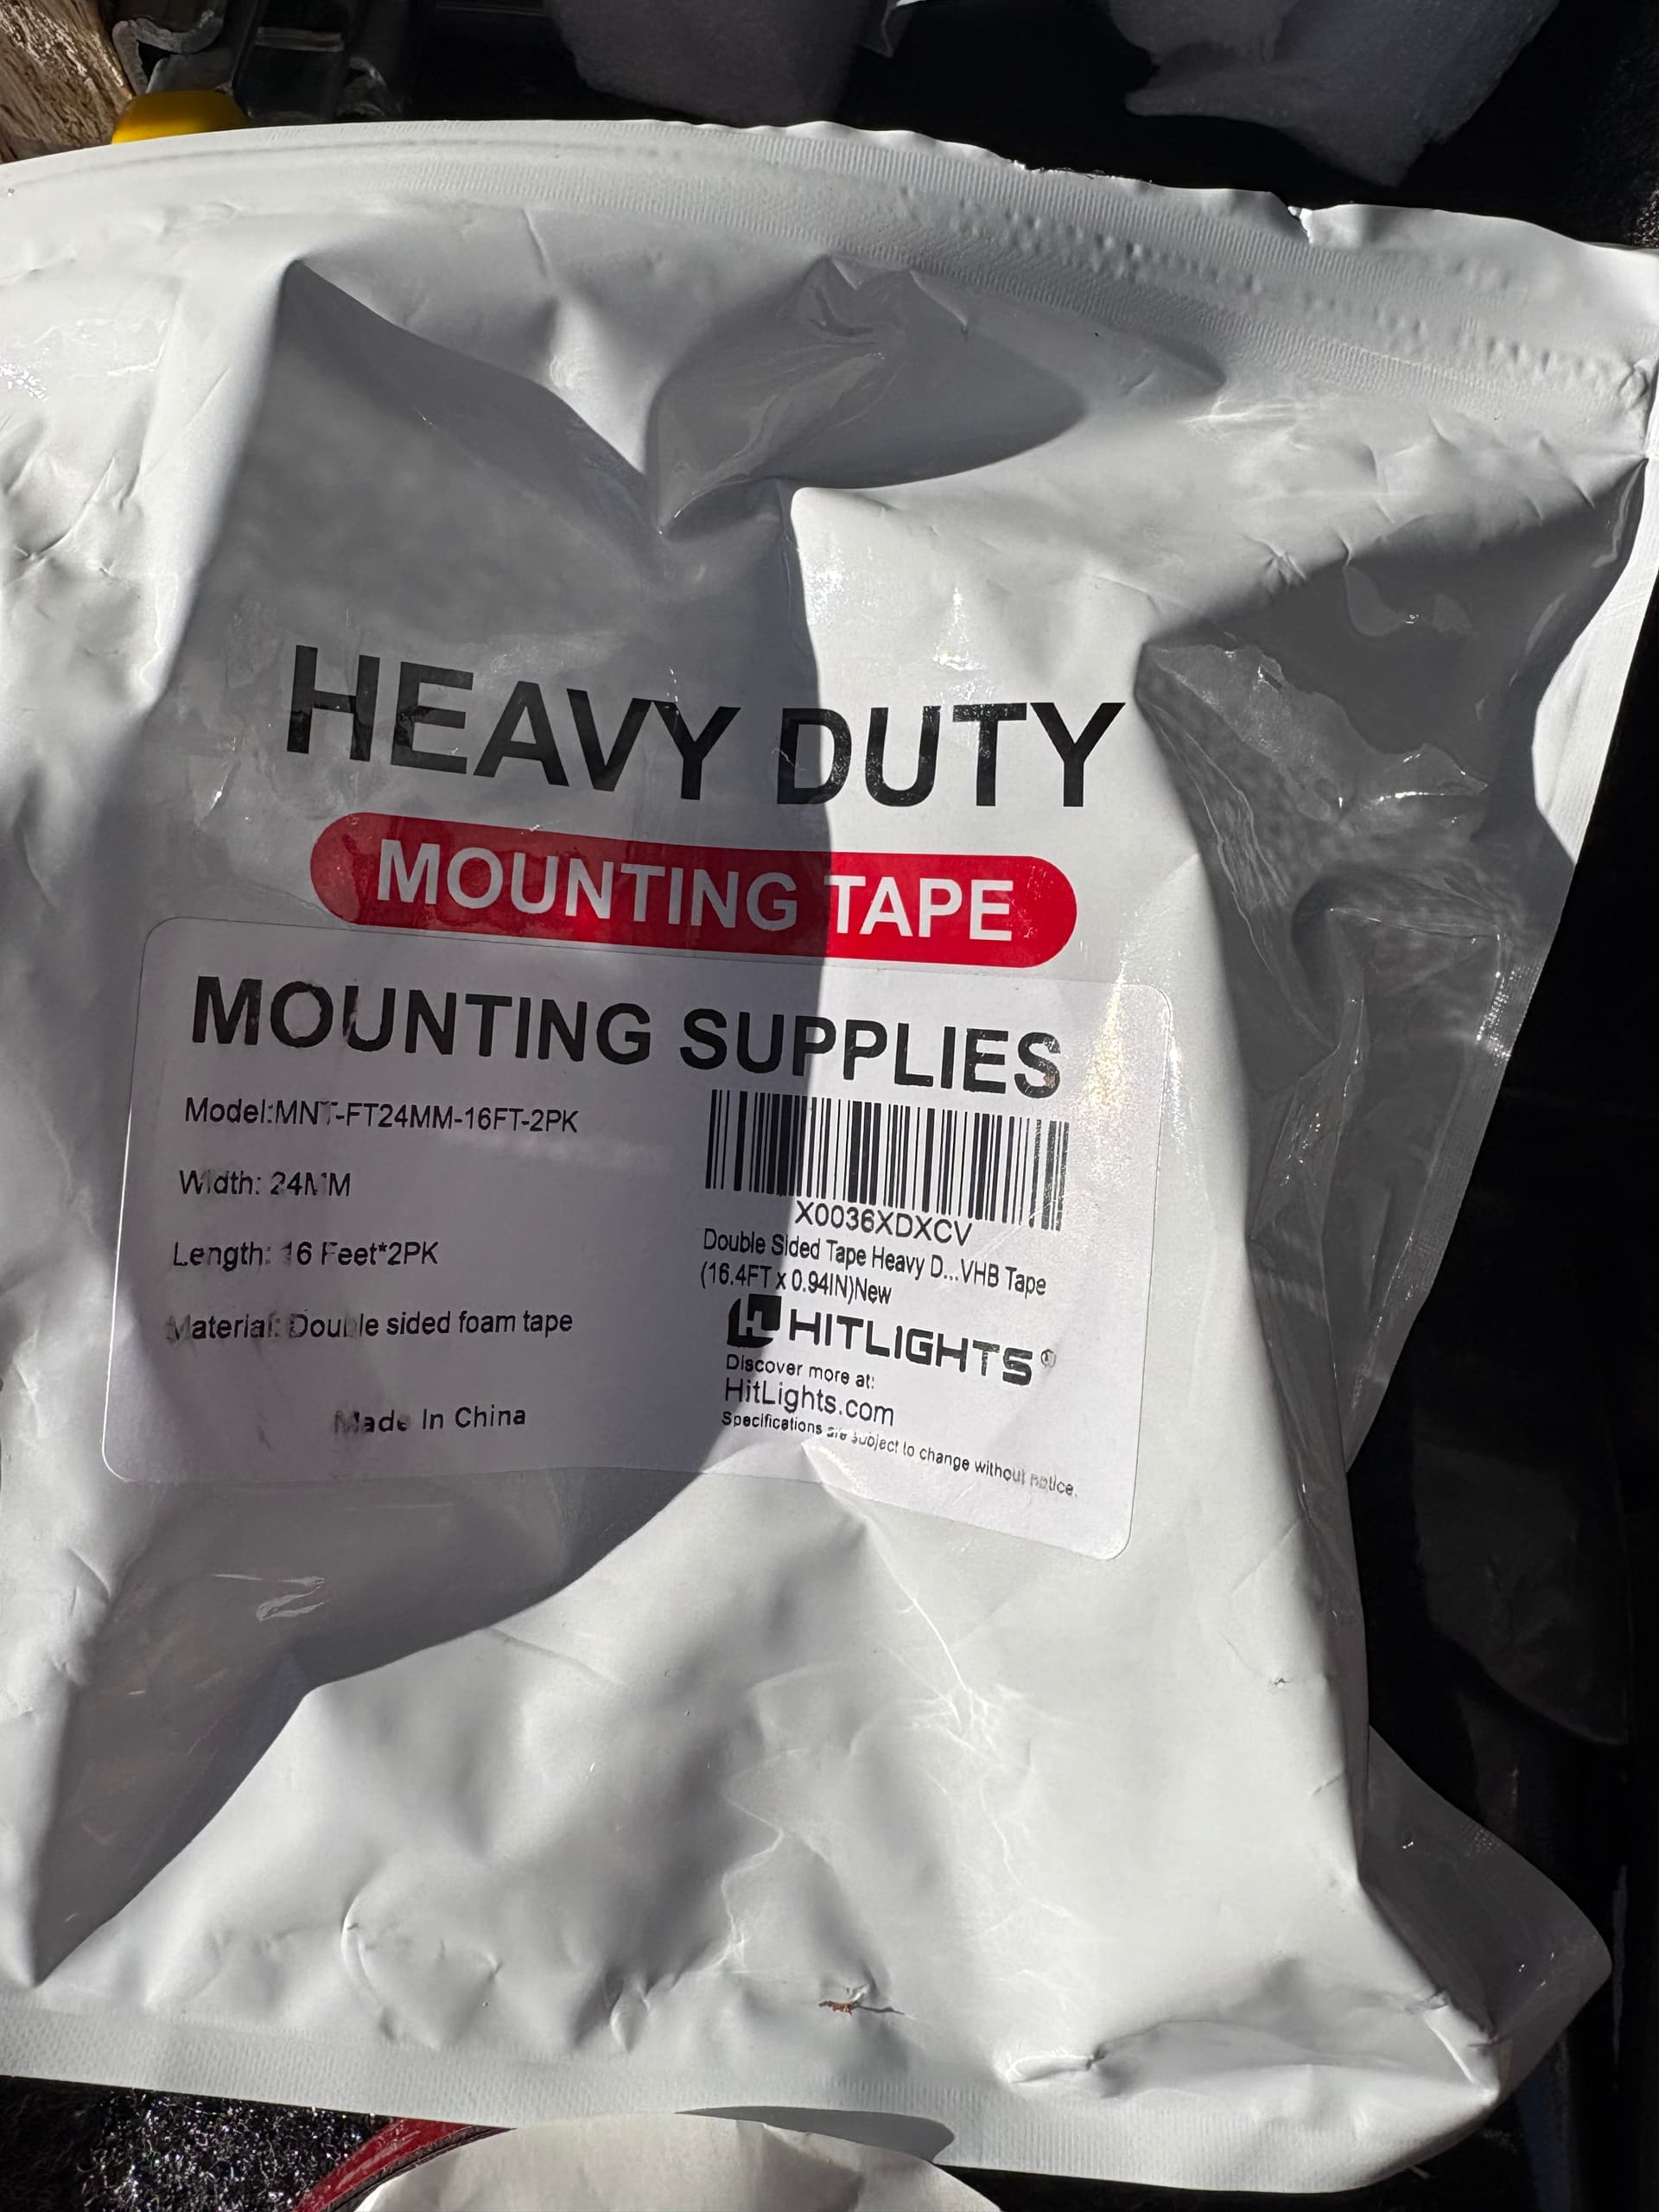 HEAVY DUTY
MOUNTING TAPE
MOUNTING SUPPLIES
Model:MNT-FT24MM-16FT-2PK
Width: 24MM
Length: 16 Feet*2PK
Material: Double sided foam tape
Made In China
X0036XDXCV
Double Sided Tape Heavy D...VHB Tape
(16.4FT x 0.94IN)New
HITLIGHTS®
Discover more at:
HitLights.com
Specifications are subject to change without notice.